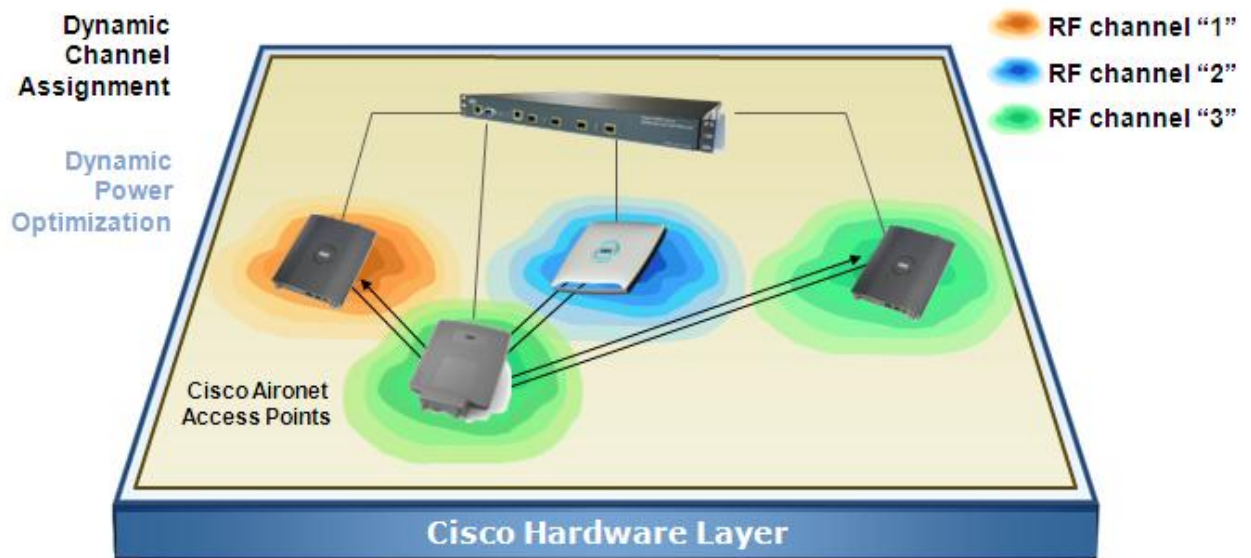 Dynamic
Channel
Assignment
RF channel “1”
RF channel “2”
RF channel “3”
Dynamic
Power
Optimization
Cisco Aironet
Access Points
Cisco Hardware Layer